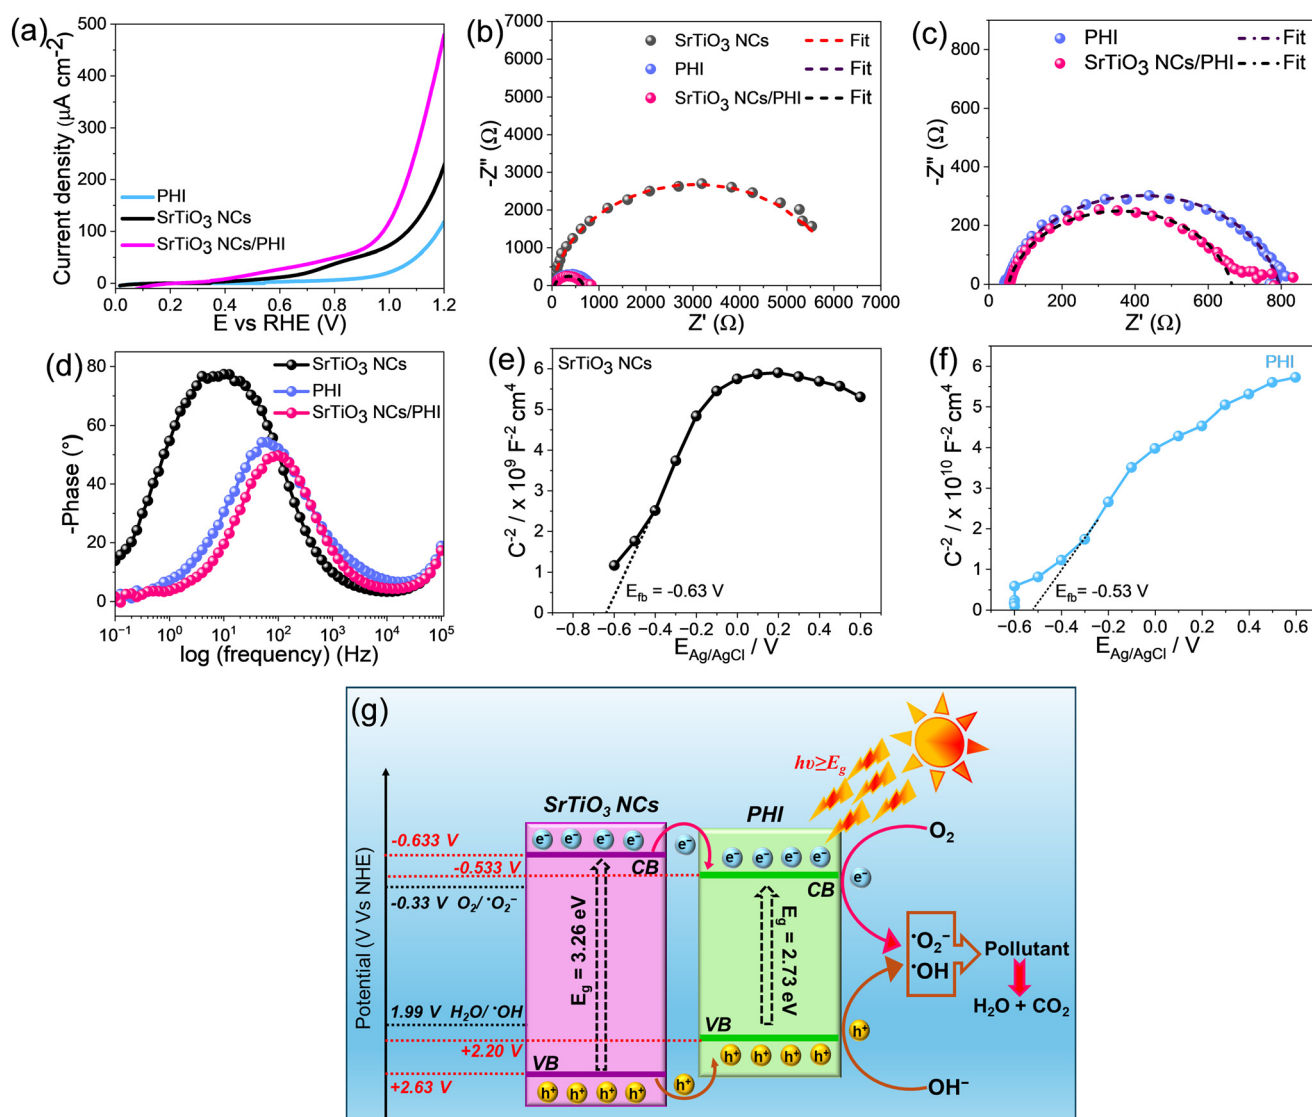 (a)
500
400
300
200
100
0
Current density (µA cm⁻²)
PHI
SrTiO₃ NCs
SrTiO₃ NCs/PHI
0.0 0.2 0.4 0.6 0.8 1.0 1.2
E vs RHE (V)
(b)
7000
6000
5000
4000
3000
2000
1000
0
-Z'' (Ω)
SrTiO₃ NCs Fit
PHI Fit
SrTiO₃ NCs/PHI Fit
0 1000 2000 3000 4000 5000 6000 7000
Z' (Ω)
(c)
800
600
400
200
0
-Z'' (Ω)
PHI Fit
SrTiO₃ NCs/PHI Fit
0 200 400 600 800
Z' (Ω)
(d)
80
60
40
20
0
-Phase (°)
SrTiO₃ NCs
PHI
SrTiO₃ NCs/PHI
10⁻¹ 10⁰ 10¹ 10² 10³ 10⁴ 10⁵
log (frequency) (Hz)
(e)
SrTiO₃ NCs
6
5
4
3
2
1
0
C⁻² / x 10⁹ F⁻² cm⁴
E_fb = -0.63 V
−0.8 −0.6 −0.4 −0.2 0.0 0.2 0.4 0.6
E_Ag/AgCl / V
(f)
PHI
6
5
4
3
2
1
0
C⁻² / x 10¹⁰ F⁻² cm⁴
E_fb= -0.53 V
−0.6 −0.4 −0.2 0.0 0.2 0.4 0.6
E_Ag/AgCl / V
(g)
Potential (V Vs NHE)
hυ≥E_g
SrTiO₃ NCs
PHI
-0.633 V
e⁻ e⁻ e⁻ e⁻
e⁻
e⁻ e⁻ e⁻ e⁻
O₂
-0.533 V
CB
CB
e⁻
-0.33 V O₂/ •O₂⁻
E_g = 3.26 eV
E_g = 2.73 eV
•O₂⁻
•OH
Pollutant
H₂O + CO₂
1.99 V H₂O/ •OH
VB
h⁺
+2.20 V
VB
h⁺ h⁺ h⁺ h⁺
+2.63 V
h⁺ h⁺ h⁺ h⁺
h⁺
OH⁻